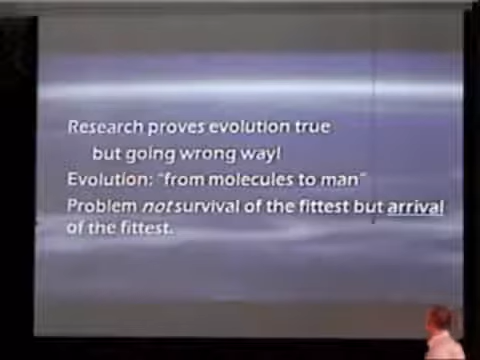 Research proves evolution true
but going wrong way!
Evolution: "from molecules to man"
Problem not survival of the fittest but arrival
of the fittest.